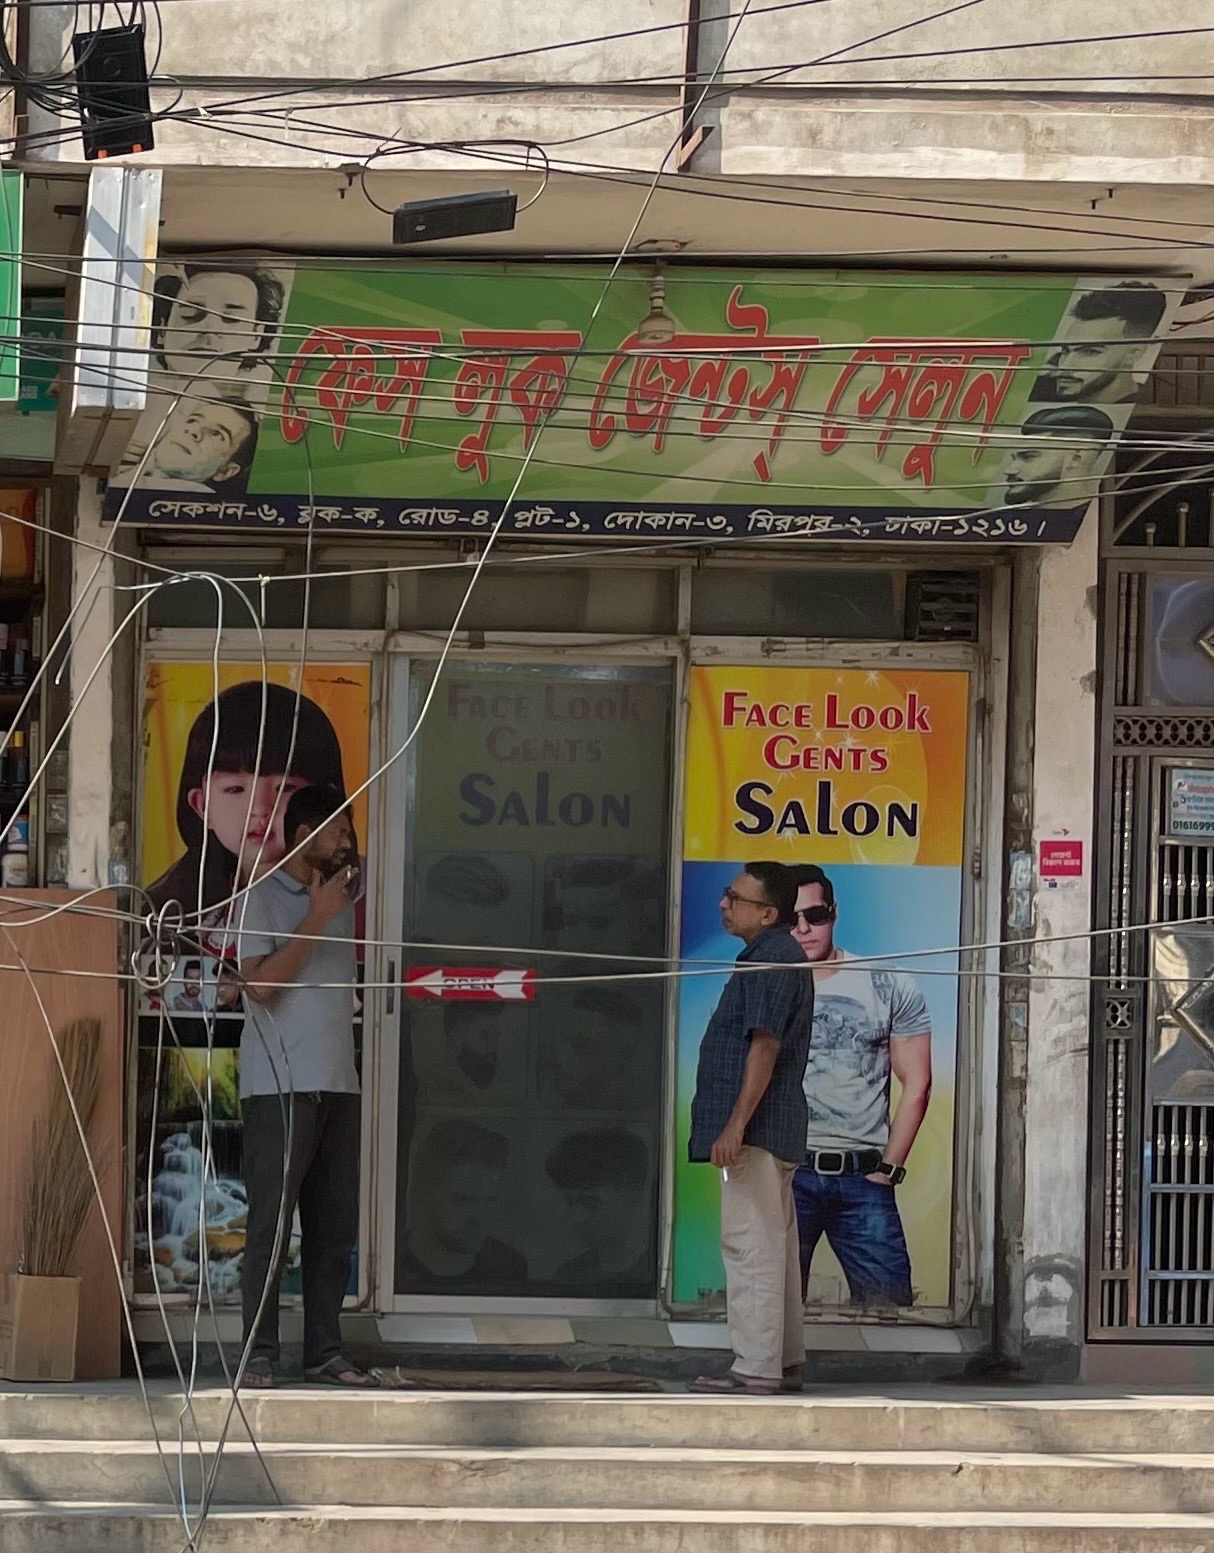 ফেস লুক জেন্টস্ সেলুন
সেকশন-৬, ব্লক-ক, রোড-৪, প্লট-১, দোকান-৩, মিরপুর-২, ঢাকা-১২১৬।
FACE LOOK
GENTS
SALON
FACE LOOK
GENTS
SALON
OPEN